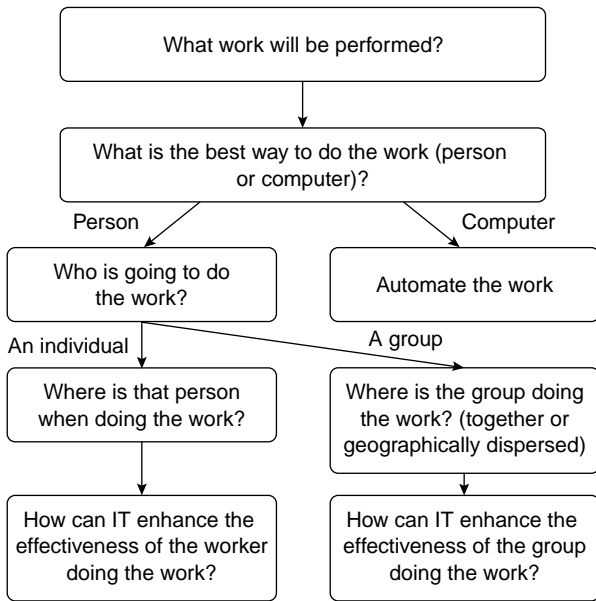 What work will be performed?
What is the best way to do the work (person
or computer)?
Person
Computer
Who is going to do
the work?
Automate the work
An individual
A group
Where is that person
when doing the work?
Where is the group doing
the work? (together or
geographically dispersed)
How can IT enhance the
effectiveness of the worker
doing the work?
How can IT enhance the
effectiveness of the group
doing the work?